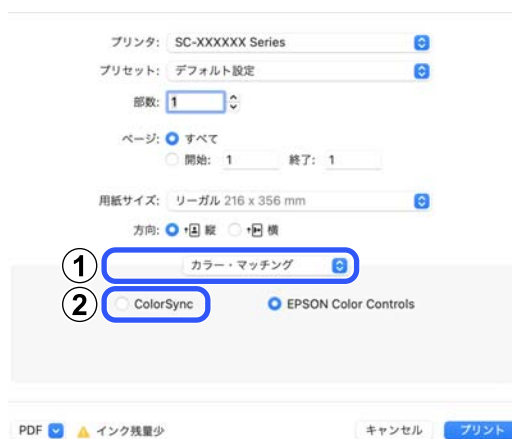 プリンタ: SC-XXXXXX Series
プリセット: デフォルト設定
部数: 1
ページ: すべて
開始: 1 終了: 1
用紙サイズ: リーガル 216 x 356 mm
方向: 縦 横
1 カラー・マッチング
2 ColorSync EPSON Color Controls
PDF インク残量少 キャンセル プリント